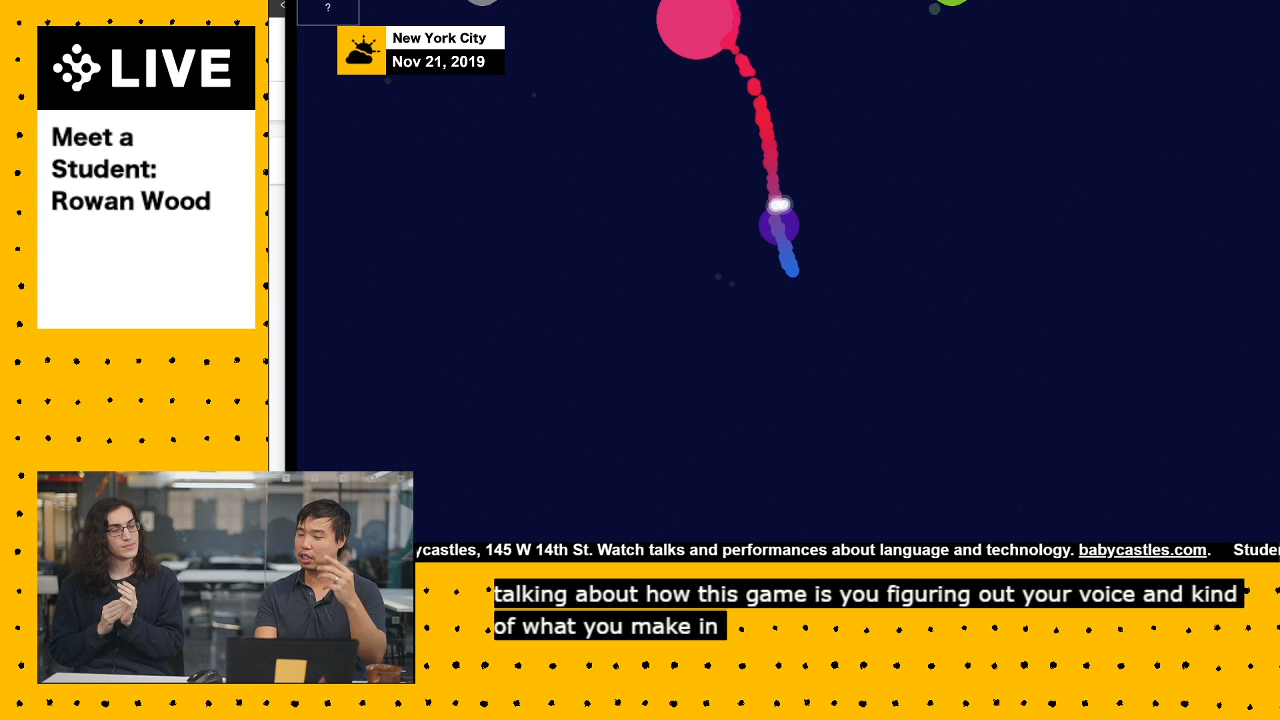 ?
LIVE
Meet a
Student:
Rowan Wood
New York City
Nov 21, 2019
ycastles, 145 W 14th St. Watch talks and performances about language and technology. babycastles.com. Stude
talking about how this game is you figuring out your voice and kind
of what you make in